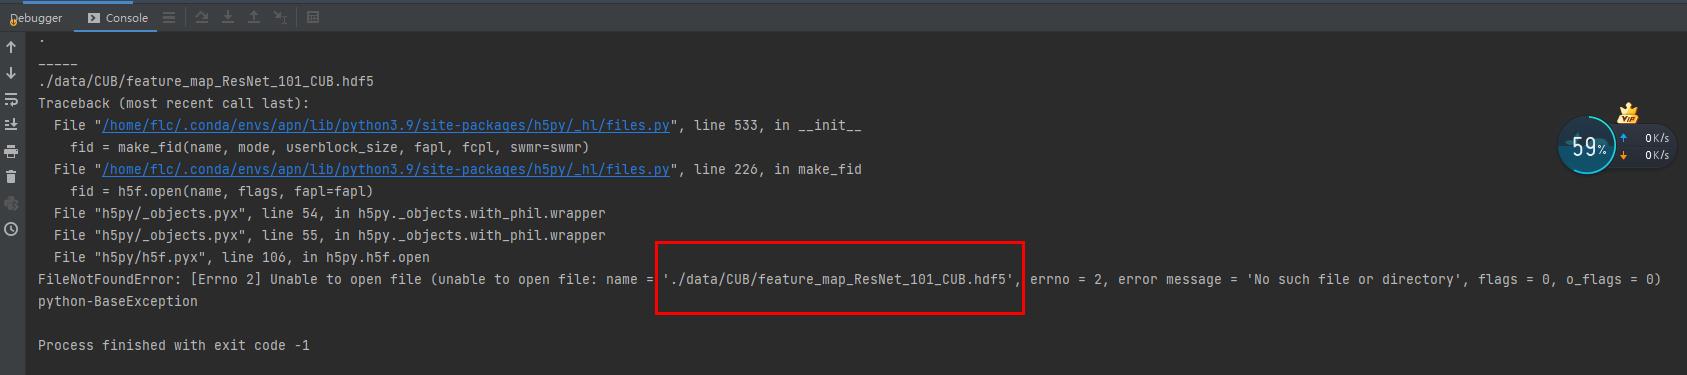 Debugger
Console
.
_____
./data/CUB/feature_map_ResNet_101_CUB.hdf5
Traceback (most recent call last):
File "/home/flc/.conda/envs/apn/lib/python3.9/site-packages/h5py/_hl/files.py", line 533, in __init__
fid = make_fid(name, mode, userblock_size, fapl, fcpl, swmr=swmr)
File "/home/flc/.conda/envs/apn/lib/python3.9/site-packages/h5py/_hl/files.py", line 226, in make_fid
fid = h5f.open(name, flags, fapl=fapl)
File "h5py/_objects.pyx", line 54, in h5py._objects.with_phil.wrapper
File "h5py/_objects.pyx", line 55, in h5py._objects.with_phil.wrapper
File "h5py/h5f.pyx", line 106, in h5py.h5f.open
FileNotFoundError: [Errno 2] Unable to open file (unable to open file: name = './data/CUB/feature_map_ResNet_101_CUB.hdf5', errno = 2, error message = 'No such file or directory', flags = 0, o_flags = 0)
python-BaseException
Process finished with exit code -1
VIP
59%
0K/s
0K/s